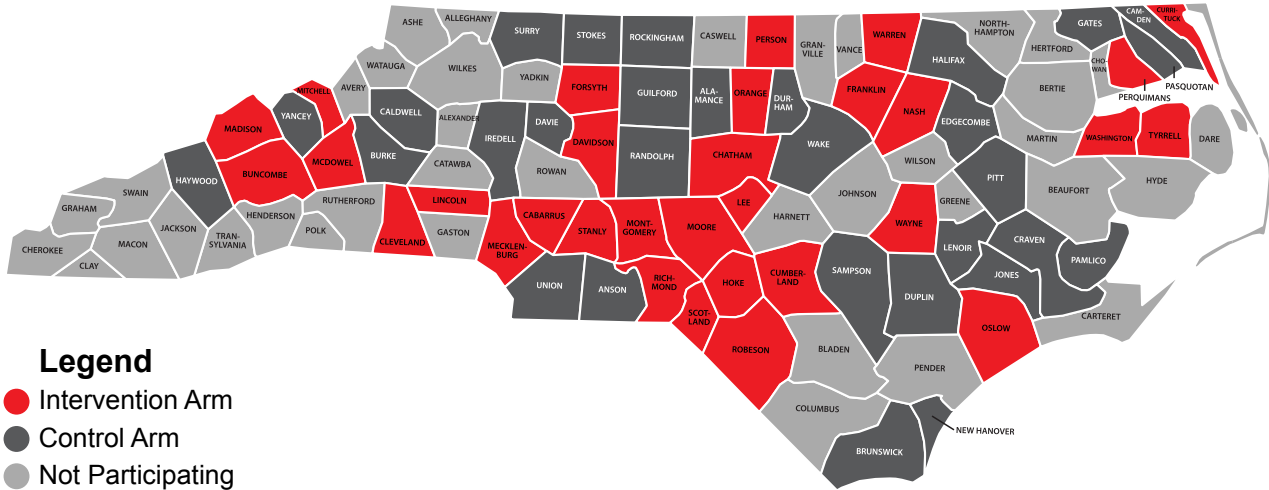 ASHE
ALLEGHANY
SURRY
STOKES
ROCKINGHAM
CASWELL
PERSON
GRAN-
VILLE
VANCE
WARREN
NORTH-
HAMPTON
GATES
CAM-
DEN
CURRI-
TUCK
HALIFAX
HERTFORD
CHO-
WAN
PASQUOTAN
PERQUIMANS
WATAUGA
WILKES
YADKIN
FORSYTH
GUILFORD
ALA-
MANCE
ORANGE
DUR-
HAM
FRANKLIN
NASH
EDGECOMBE
BERTIE
MITCHELL
AVERY
MADISON
YANCEY
CALDWELL
ALEXANDER
IREDELL
DAVIE
DAVIDSON
RANDOLPH
CHATHAM
WAKE
WILSON
MARTIN
WASHINGTON
TYRRELL
DARE
HAYWOOD
BUNCOMBE
MCDOWEL
BURKE
CATAWBA
ROWAN
JOHNSON
PITT
BEAUFORT
HYDE
SWAIN
GRAHAM
JACKSON
HENDERSON
RUTHERFORD
LINCOLN
LEE
HARNETT
WAYNE
GREENE
CHEROKEE
CLAY
MACON
TRAN-
SYLVANIA
POLK
CLEVELAND
GASTON
MECKLEN-
BURG
CABARRUS
STANLY
MONT-
GOMERY
MOORE
LENOIR
CRAVEN
JONES
PAMLICO
UNION
ANSON
RICH-
MOND
HOKE
CUMBER-
LAND
SAMPSON
DUPLIN
SCOT-
LAND
ROBESON
BLADEN
OSLOW
CARTERET
PENDER
COLUMBUS
NEW HANOVER
BRUNSWICK
Legend
Intervention Arm
Control Arm
Not Participating